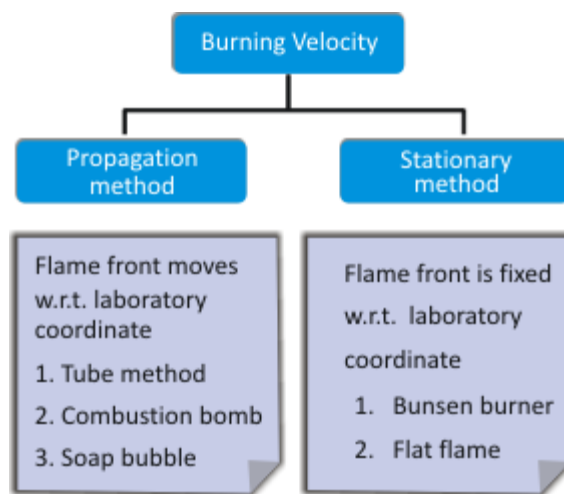 Burning Velocity
Propagation
method
Stationary
method
Flame front moves
w.r.t. laboratory
coordinate
1. Tube method
2. Combustion bomb
3. Soap bubble
Flame front is fixed
w.r.t. laboratory
coordinate
1. Bunsen burner
2. Flat flame